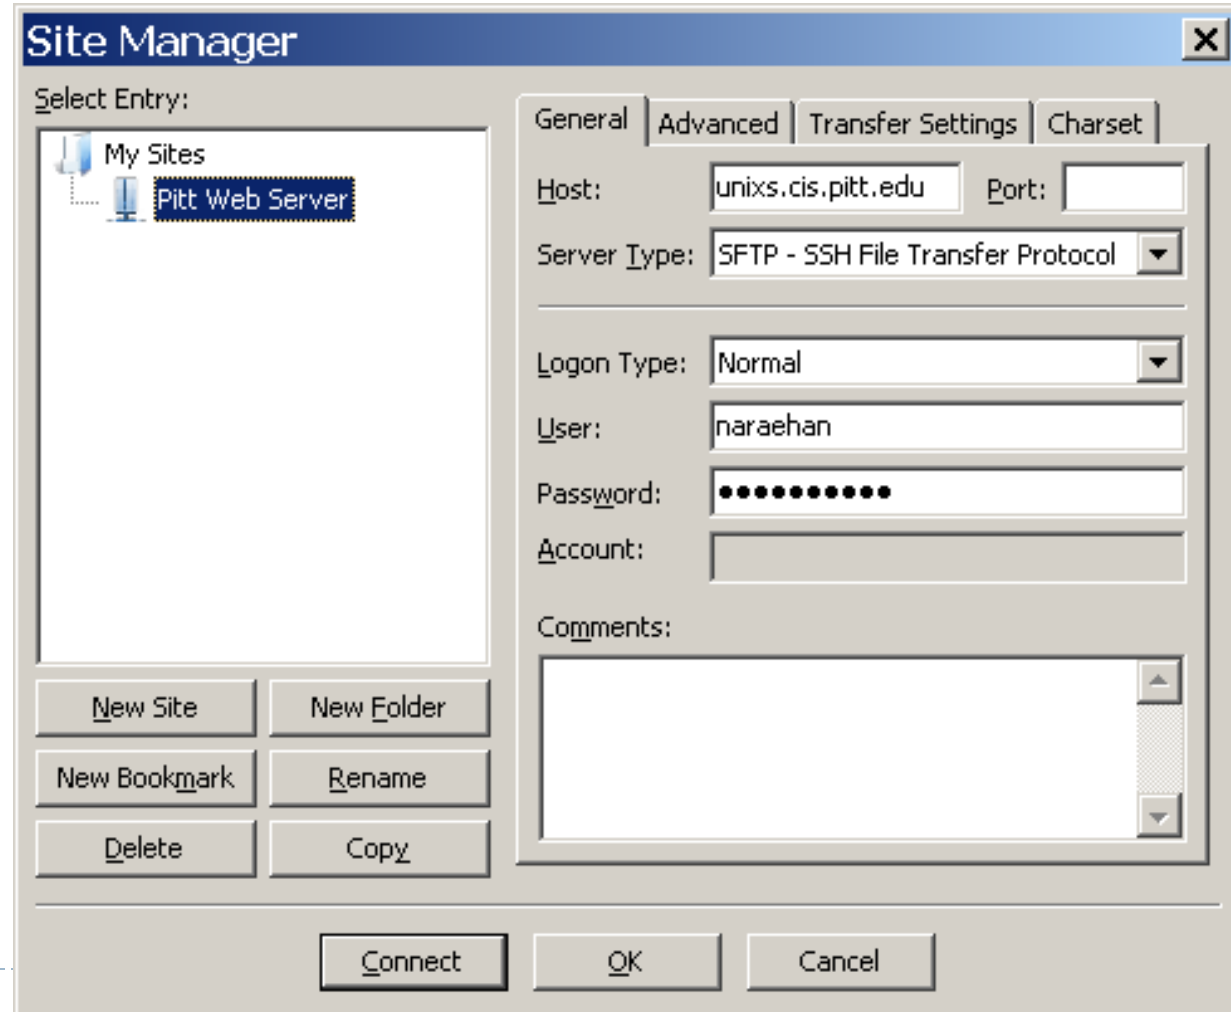 Site Manager
Select Entry:
My Sites
Pitt Web Server
New Site
New Folder
New Bookmark
Rename
Delete
Copy
General
Advanced
Transfer Settings
Charset
Host:
unixs.cis.pitt.edu
Port:
Server Type:
SFTP - SSH File Transfer Protocol
Logon Type:
Normal
User:
naraehan
Password:
●●●●●●●●●●
Account:
Comments:
Connect
OK
Cancel